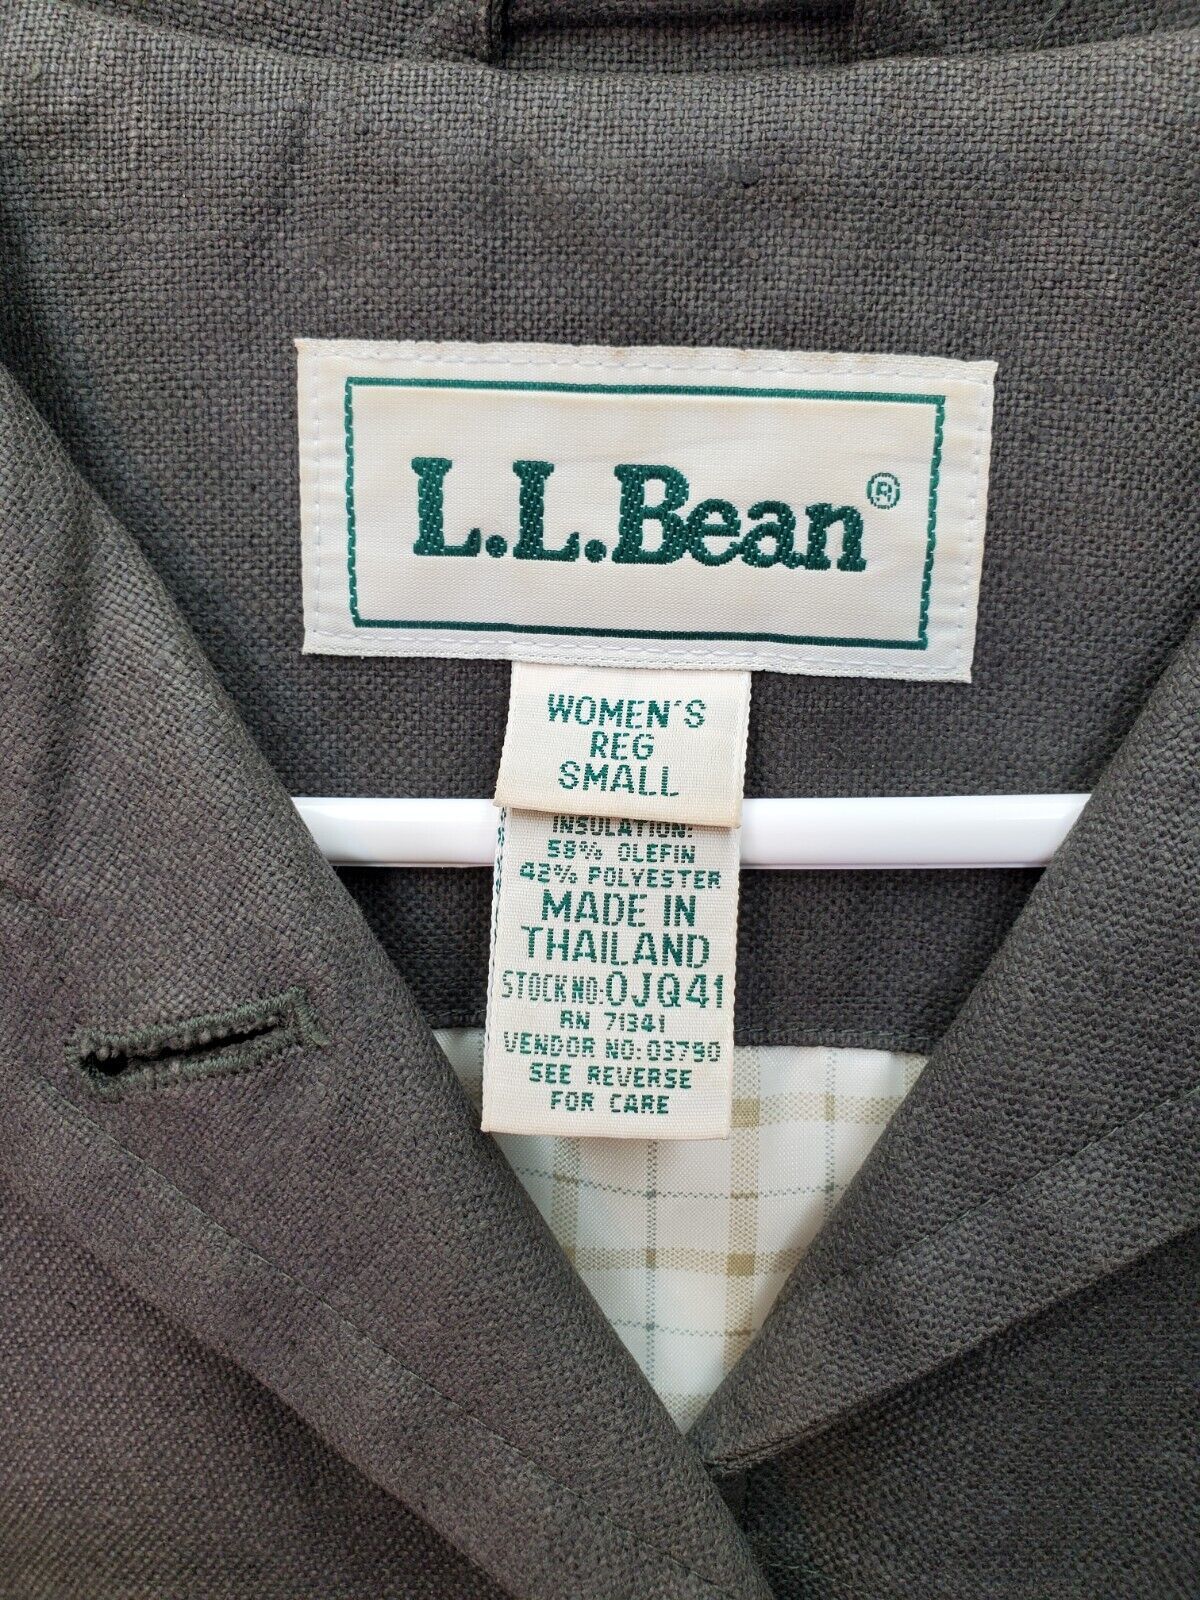 L.L.Bean®
WOMEN'S
REG
SMALL
INSULATION:
58% OLEFIN
42% POLYESTER
MADE IN
THAILAND
STOCK NO: 0JQ41
RN 71341
VENDOR NO: 03790
SEE REVERSE
FOR CARE